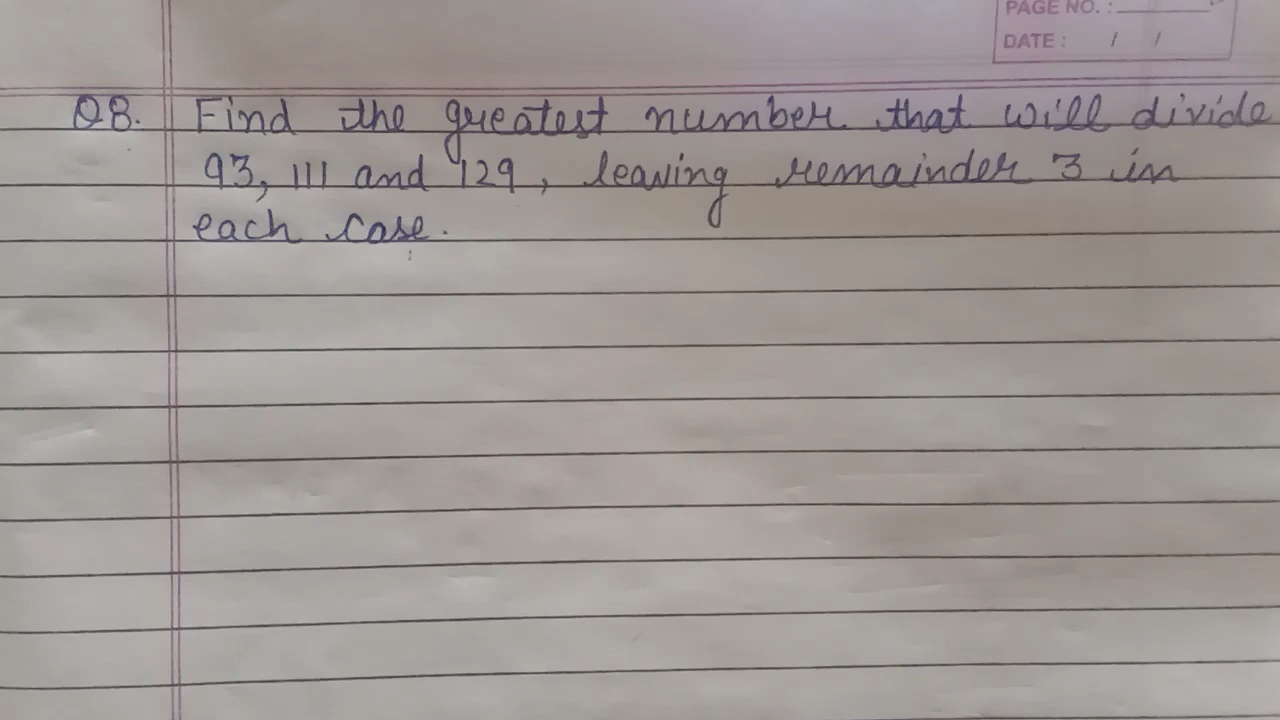 PAGE NO. :
DATE : / /
Q8. Find the greatest number that will divide
93, 111 and 129, leaving remainder 3 in
each case.